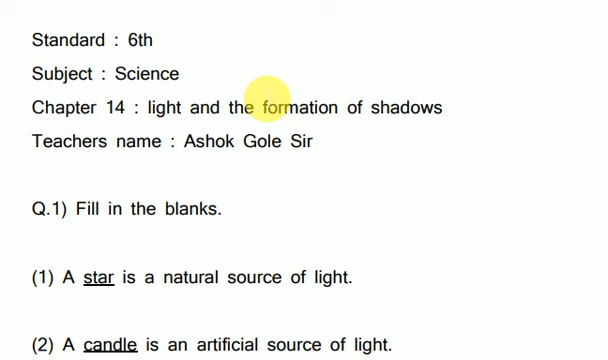 Standard : 6th
Subject : Science
Chapter 14 : light and the formation of shadows
Teachers name : Ashok Gole Sir
Q.1) Fill in the blanks.
(1) A star is a natural source of light.
(2) A candle is an artificial source of light.